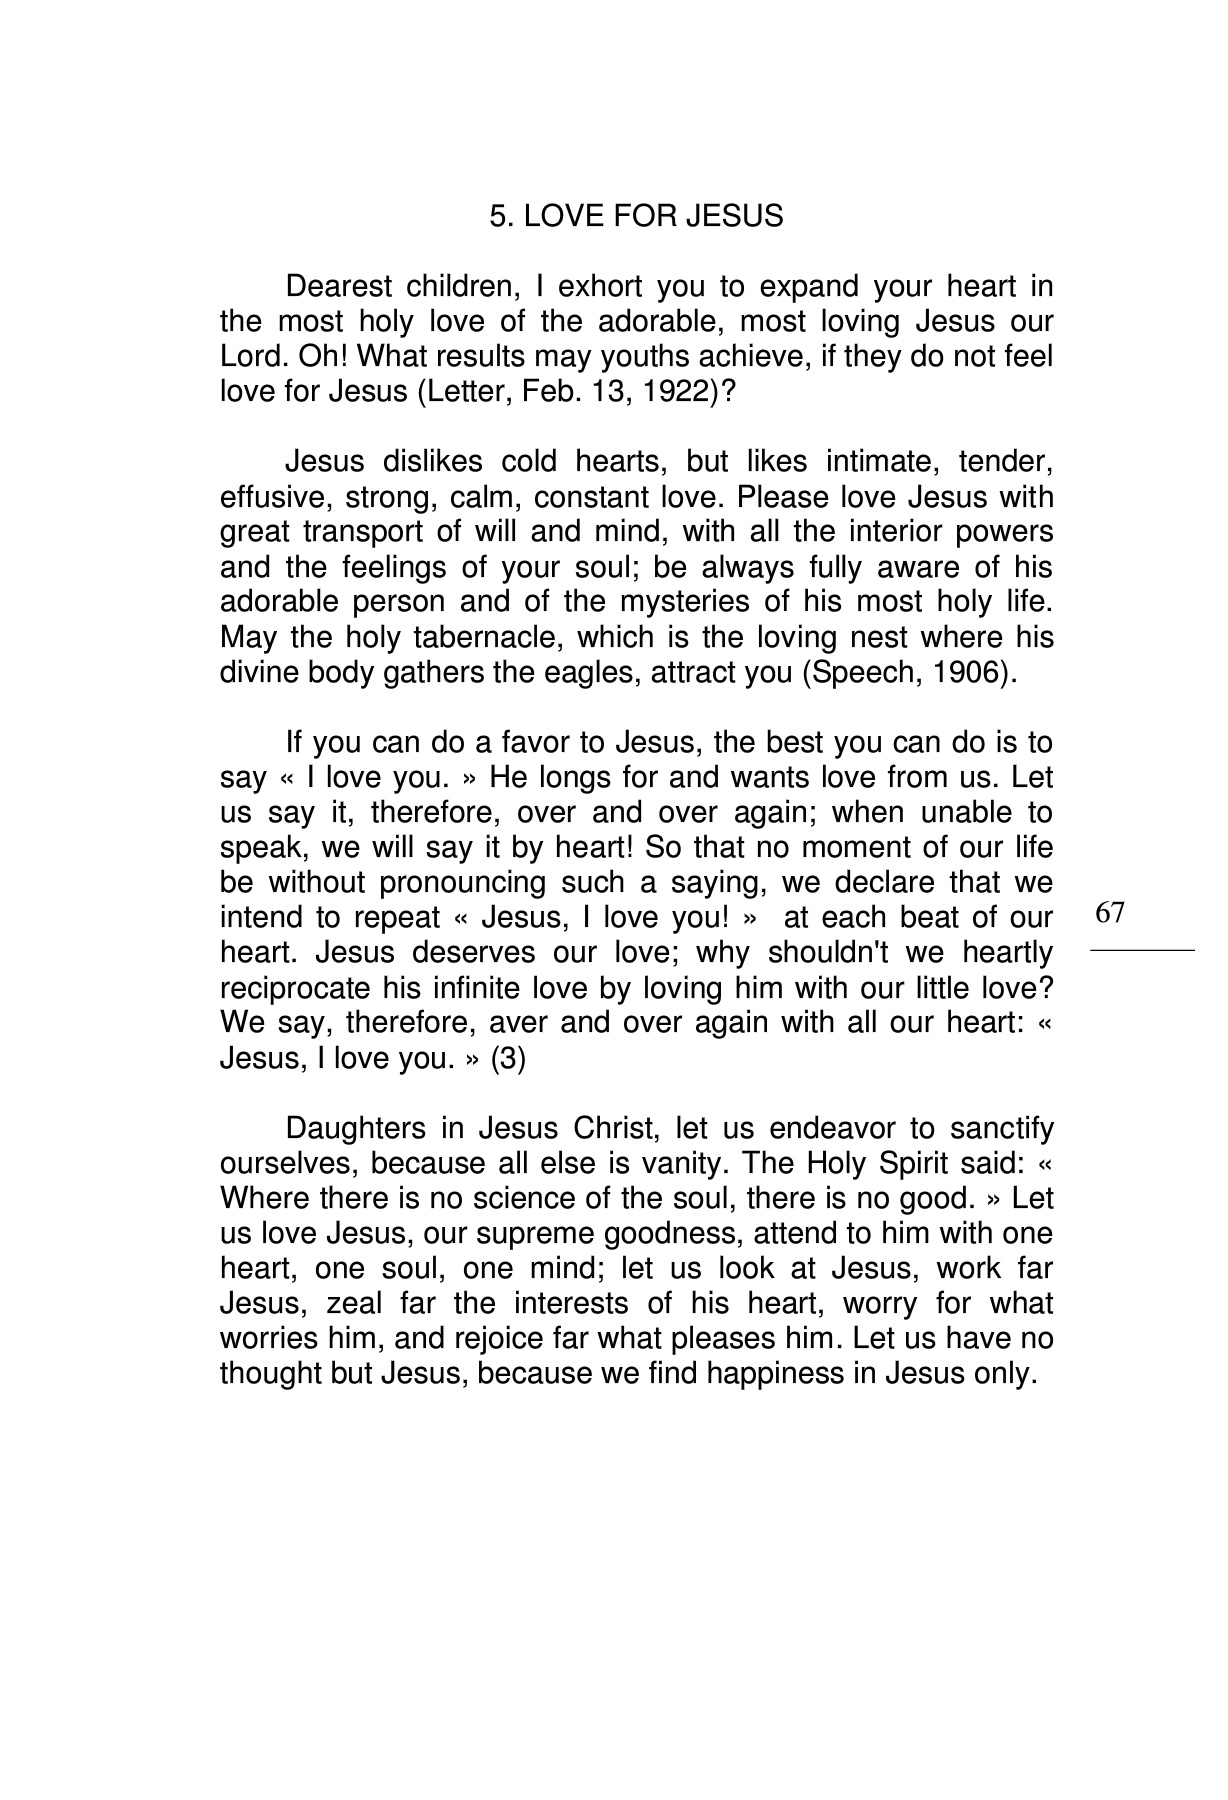 5. LOVE FOR JESUS
Dearest children, I exhort you to expand your heart in
the most holy love of the adorable, most loving Jesus our
Lord. Oh! What results may youths achieve, if they do not feel
love for Jesus (Letter, Feb. 13, 1922)?
Jesus dislikes cold hearts, but likes intimate, tender,
effusive, strong, calm, constant love. Please love Jesus with
great transport of will and mind, with all the interior powers
and the feelings of your soul; be always fully aware of his
adorable person and of the mysteries of his most holy life.
May the holy tabernacle, which is the loving nest where his
divine body gathers the eagles, attract you (Speech, 1906).
If you can do a favor to Jesus, the best you can do is to
say « I love you. » He longs for and wants love from us. Let
us say it, therefore, over and over again; when unable to
speak, we will say it by heart! So that no moment of our life
be without pronouncing such a saying, we declare that we
intend to repeat « Jesus, I love you! » at each beat of our
heart. Jesus deserves our love; why shouldn't we heartly
reciprocate his infinite love by loving him with our little love?
We say, therefore, aver and over again with all our heart: «
Jesus, I love you. » (3)
Daughters in Jesus Christ, let us endeavor to sanctify
ourselves, because all else is vanity. The Holy Spirit said: «
Where there is no science of the soul, there is no good. » Let
us love Jesus, our supreme goodness, attend to him with one
heart, one soul, one mind; let us look at Jesus, work far
Jesus, zeal far the interests of his heart, worry for what
worries him, and rejoice far what pleases him. Let us have no
thought but Jesus, because we find happiness in Jesus only.
67